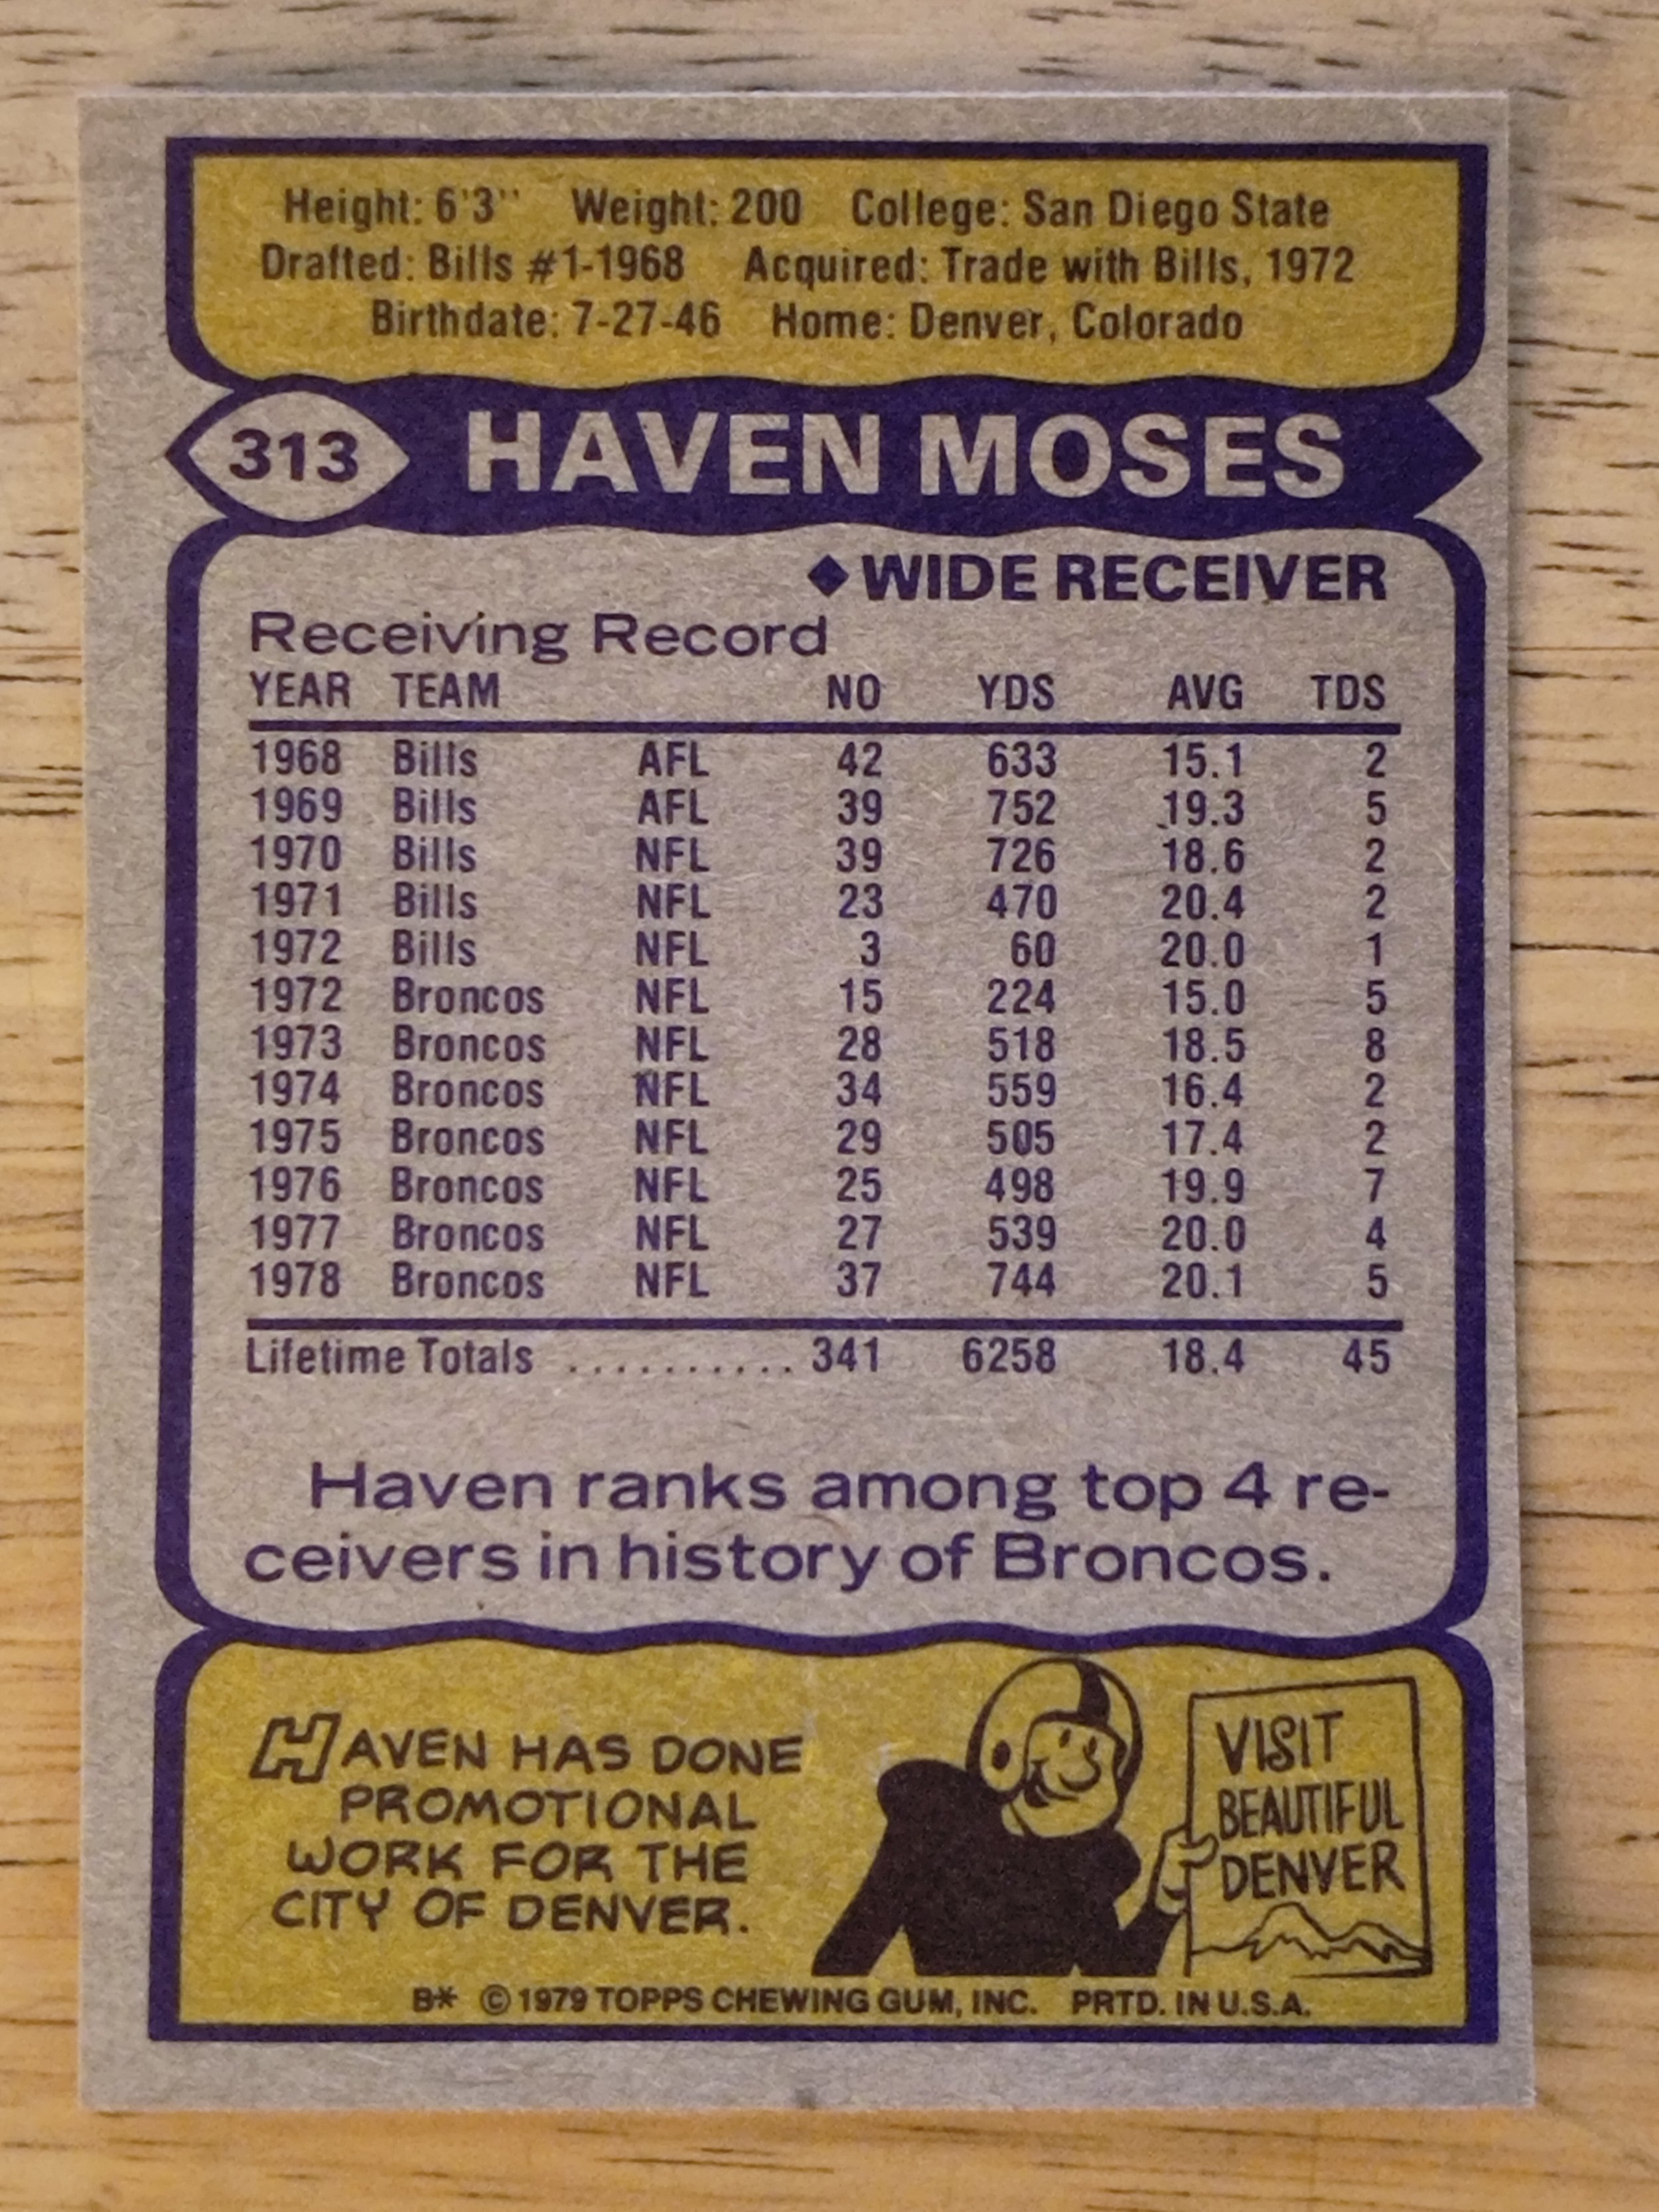 Height: 6'3'' Weight: 200 College: San Diego State
Drafted: Bills #1-1968 Acquired: Trade with Bills, 1972
Birthdate: 7-27-46 Home: Denver, Colorado
313 HAVEN MOSES
◆WIDE RECEIVER
Receiving Record
YEAR TEAM NO YDS AVG TDS
1968 Bills AFL 42 633 15.1 2
1969 Bills AFL 39 752 19.3 5
1970 Bills NFL 39 726 18.6 2
1971 Bills NFL 23 470 20.4 2
1972 Bills NFL 3 60 20.0 1
1972 Broncos NFL 15 224 15.0 5
1973 Broncos NFL 28 518 18.5 8
1974 Broncos NFL 34 559 16.4 2
1975 Broncos NFL 29 505 17.4 2
1976 Broncos NFL 25 498 19.9 7
1977 Broncos NFL 27 539 20.0 4
1978 Broncos NFL 37 744 20.1 5
Lifetime Totals .......... 341 6258 18.4 45
Haven ranks among top 4 re-
ceivers in history of Broncos.
HAVEN HAS DONE
PROMOTIONAL
WORK FOR THE
CITY OF DENVER.
VISIT
BEAUTIFUL
DENVER
B* © 1979 TOPPS CHEWING GUM, INC. PRTD. IN U.S.A.